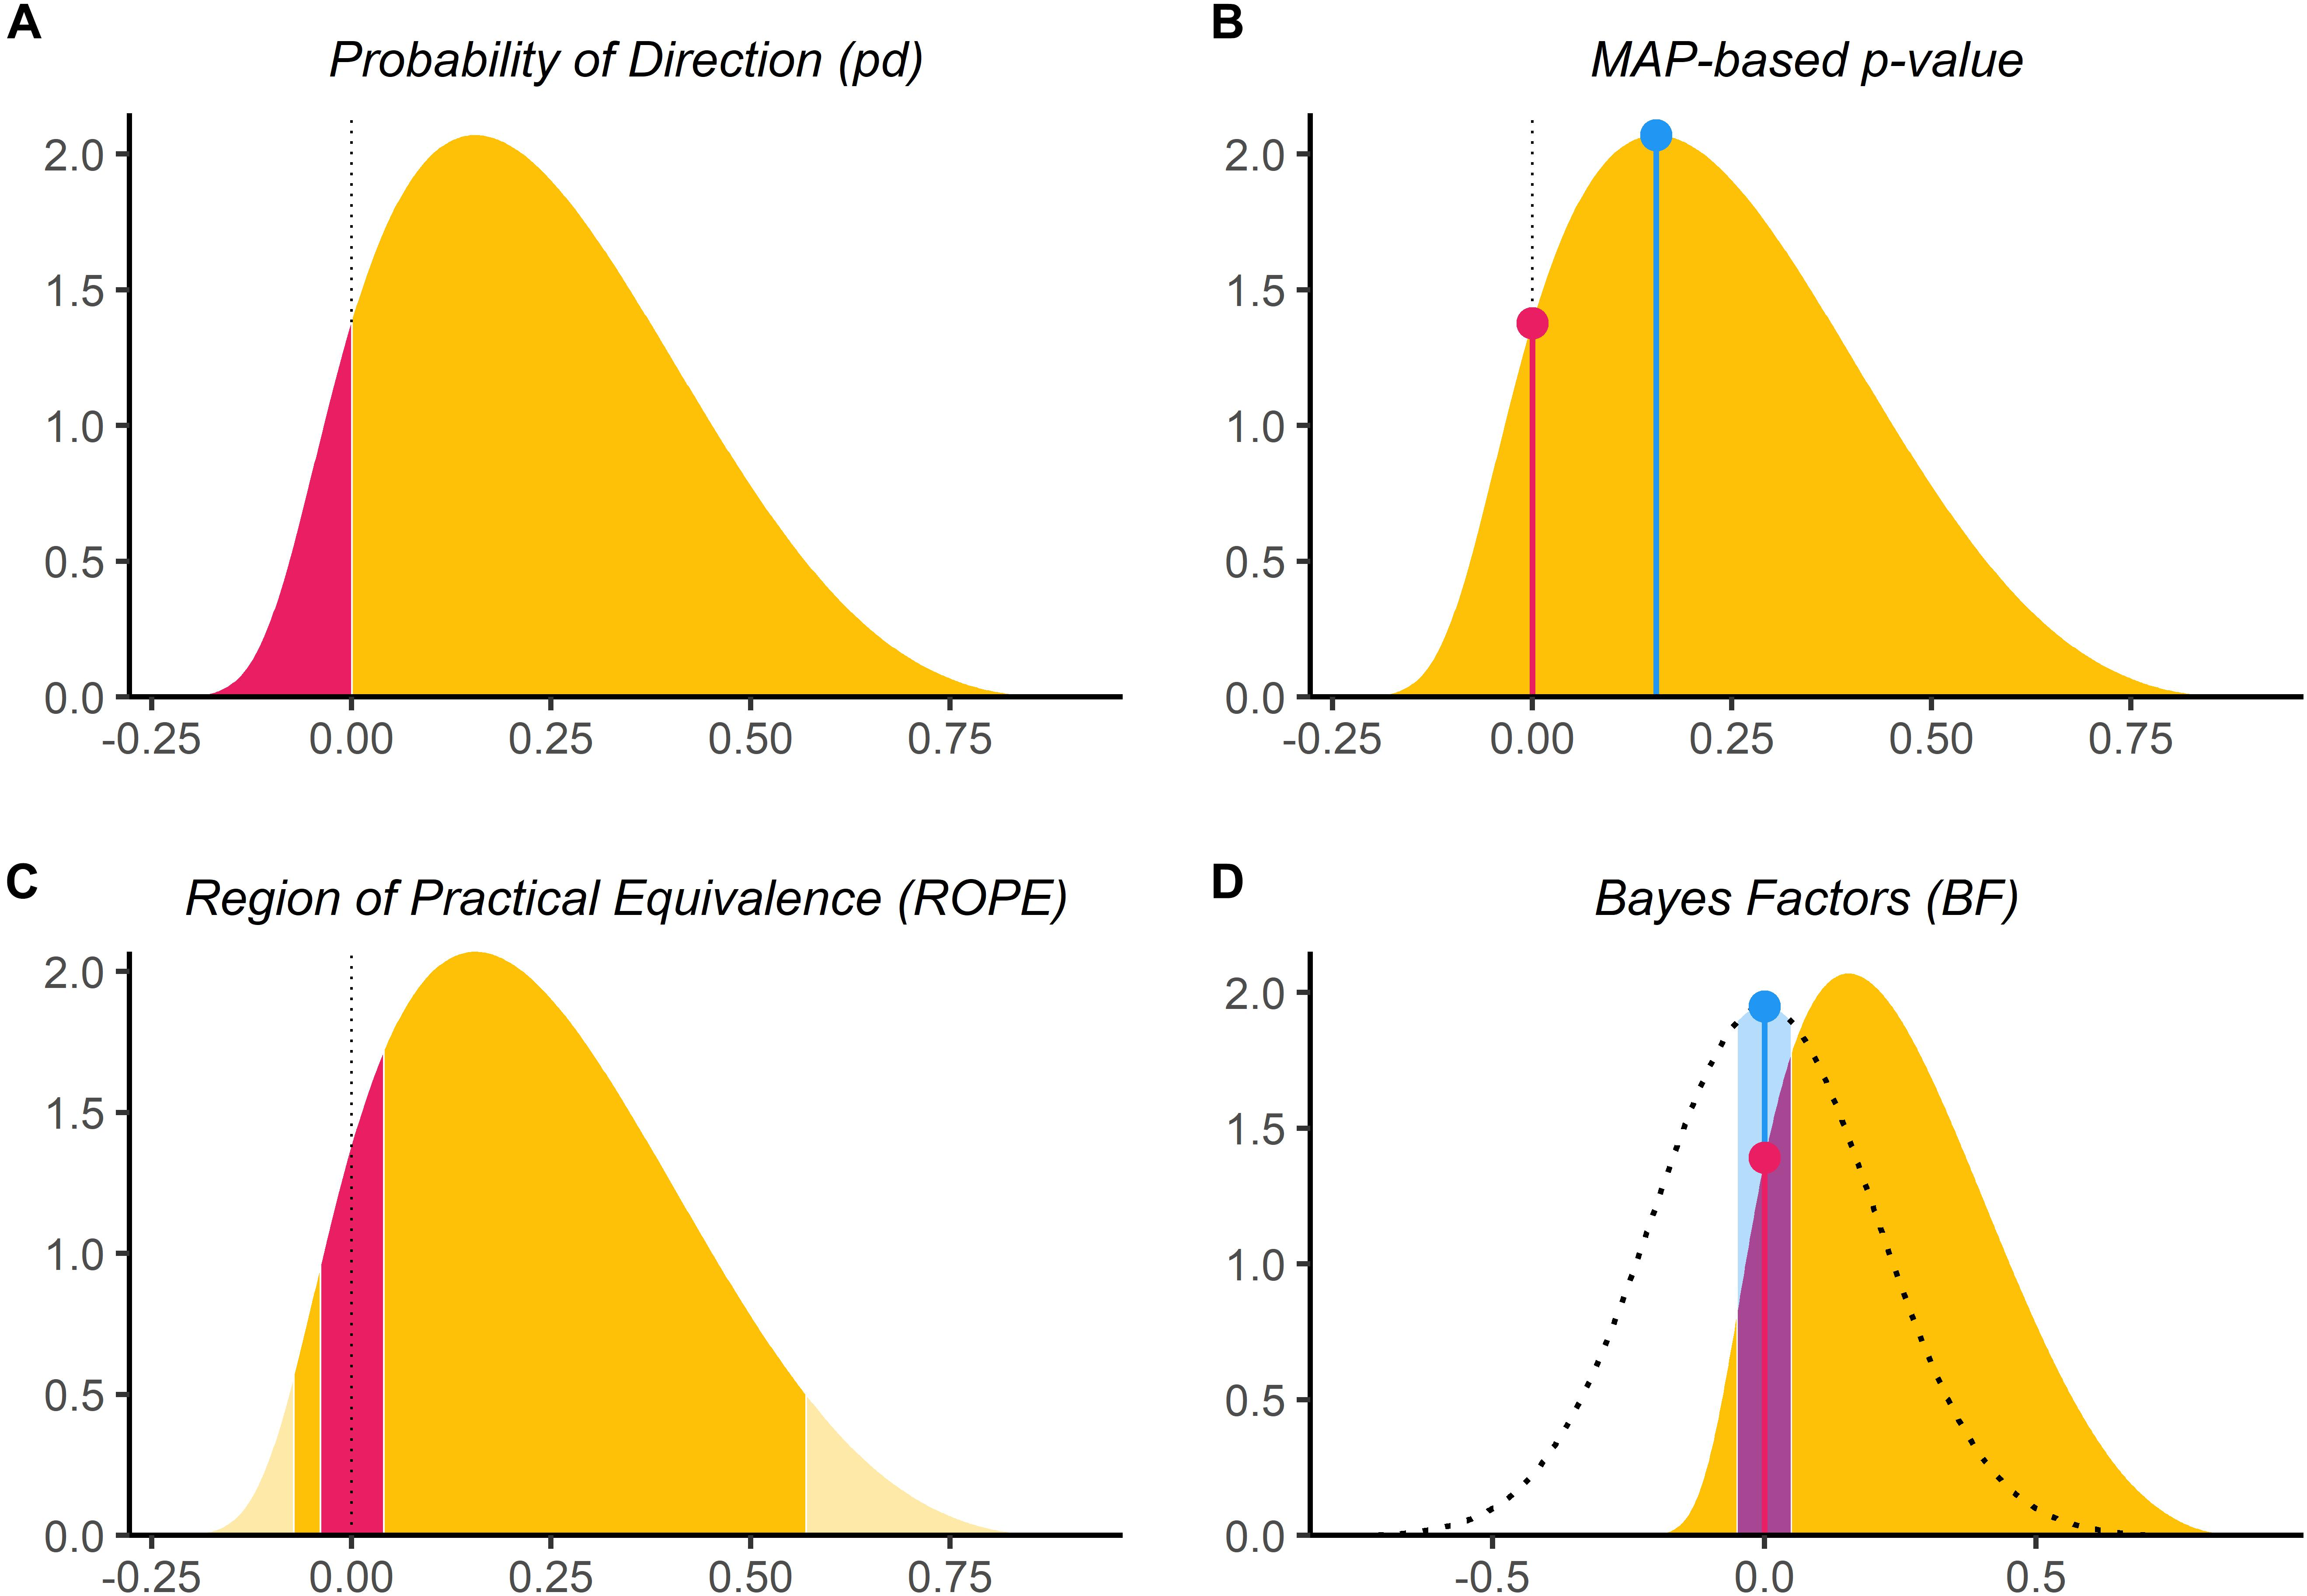 A
Probability of Direction (pd)
2.0
1.5
1.0
0.5
0.0
-0.25 0.00 0.25 0.50 0.75
B
MAP-based p-value
2.0
1.5
1.0
0.5
0.0
-0.25 0.00 0.25 0.50 0.75
C
Region of Practical Equivalence (ROPE)
2.0
1.5
1.0
0.5
0.0
-0.25 0.00 0.25 0.50 0.75
D
Bayes Factors (BF)
2.0
1.5
1.0
0.5
0.0
-0.5 0.0 0.5